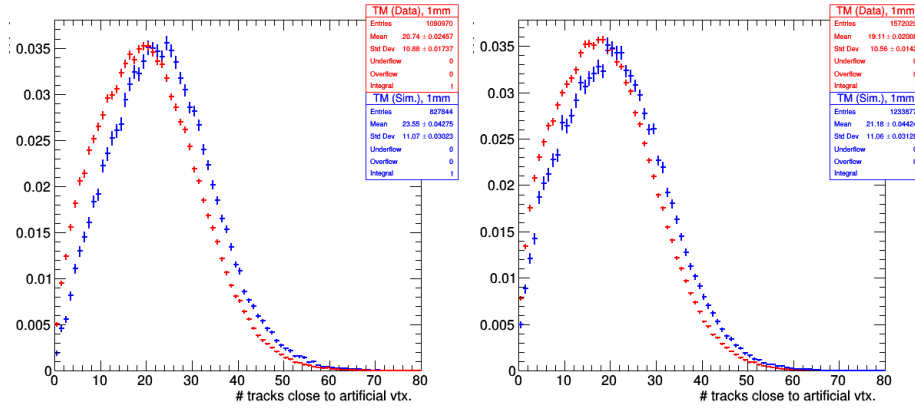 TM (Data), 1mm
Entries 1090970
Mean 20.74 ± 0.02457
Std Dev 10.88 ± 0.01737
Underflow 0
Overflow 0
Integral 1
TM (Sim.), 1mm
Entries 827844
Mean 23.55 ± 0.04275
Std Dev 11.07 ± 0.03023
Underflow 0
Overflow 0
Integral 1
0.035
0.03
0.025
0.02
0.015
0.01
0.005
0
0 10 20 30 40 50 60 70 80
# tracks close to artificial vtx.
TM (Data), 1mm
Entries 1572029
Mean 19.11 ± 0.02008
Std Dev 10.56 ± 0.0142
Underflow 0
Overflow 0
Integral
TM (Sim.), 1mm
Entries 1233877
Mean 21.18 ± 0.04424
Std Dev 11.06 ± 0.03128
Underflow 0
Overflow 0
Integral
0.035
0.03
0.025
0.02
0.015
0.01
0.005
0
0 10 20 30 40 50 60 70 80
# tracks close to artificial vtx.